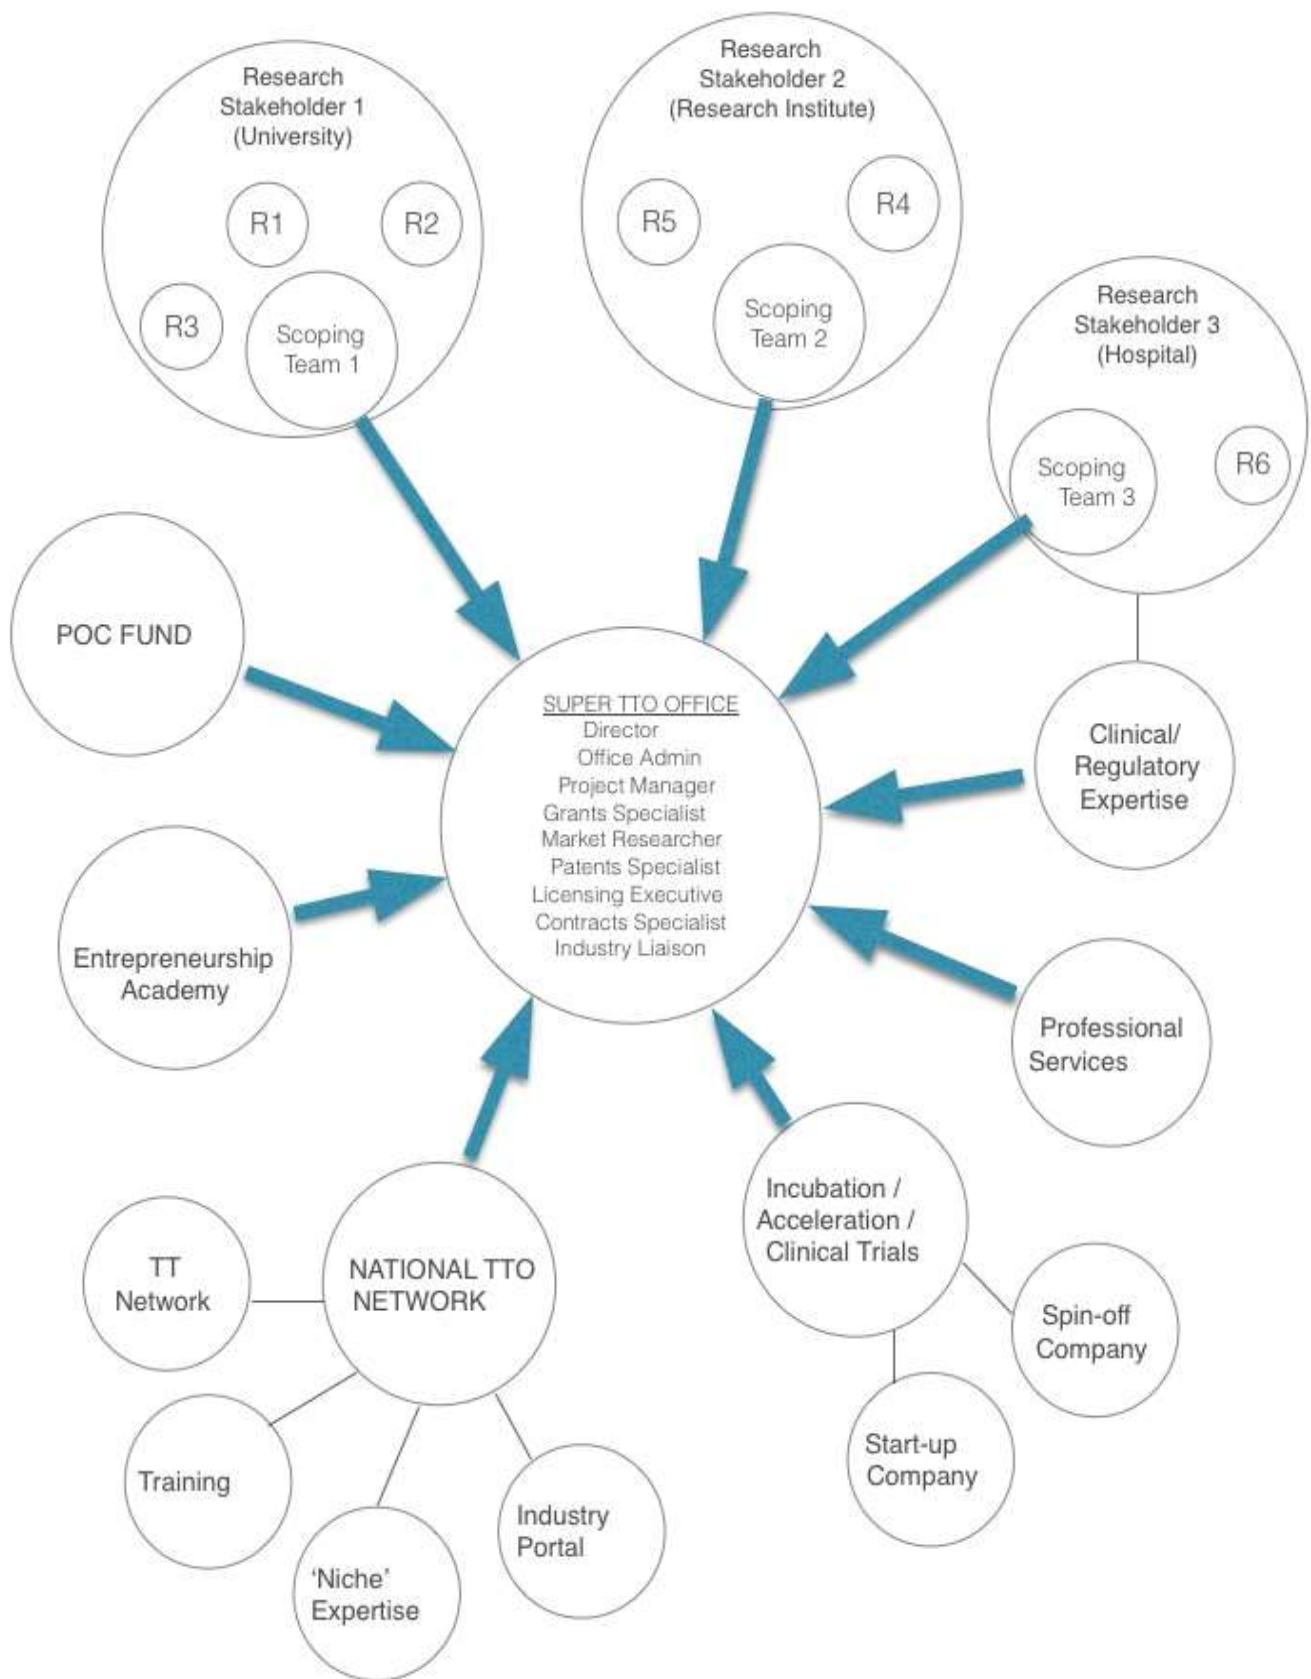 Research
Stakeholder 1
(University)
R1
R2
R3
Scoping
Team 1
Research
Stakeholder 2
(Research Institute)
R5
R4
Scoping
Team 2
Research
Stakeholder 3
(Hospital)
Scoping
Team 3
R6
POC FUND
SUPER TTO OFFICE
Director
Office Admin
Project Manager
Grants Specialist
Market Researcher
Patents Specialist
Licensing Executive
Contracts Specialist
Industry Liaison
Clinical/
Regulatory
Expertise
Entrepreneurship
Academy
Professional
Services
Incubation /
Acceleration /
Clinical Trials
TT
Network
NATIONAL TTO
NETWORK
Spin-off
Company
Start-up
Company
Training
Industry
Portal
‘Niche’
Expertise